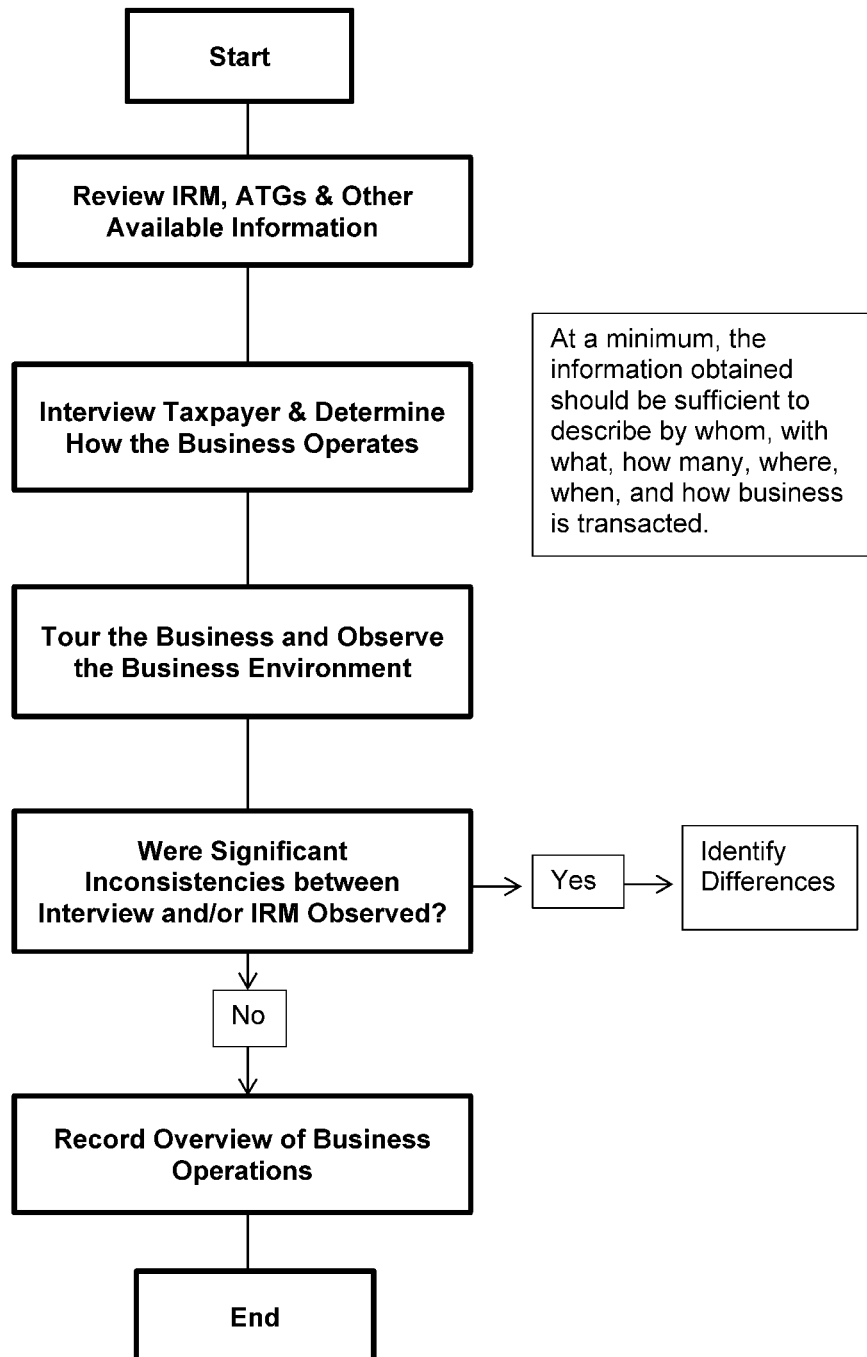 Start
Review IRM, ATGs & Other
Available Information
Interview Taxpayer & Determine
How the Business Operates
At a minimum, the
information obtained
should be sufficient to
describe by whom, with
what, how many, where,
when, and how business
is transacted.
Tour the Business and Observe
the Business Environment
Were Significant
Inconsistencies between
Interview and/or IRM Observed?
Yes
Identify
Differences
No
Record Overview of Business
Operations
End